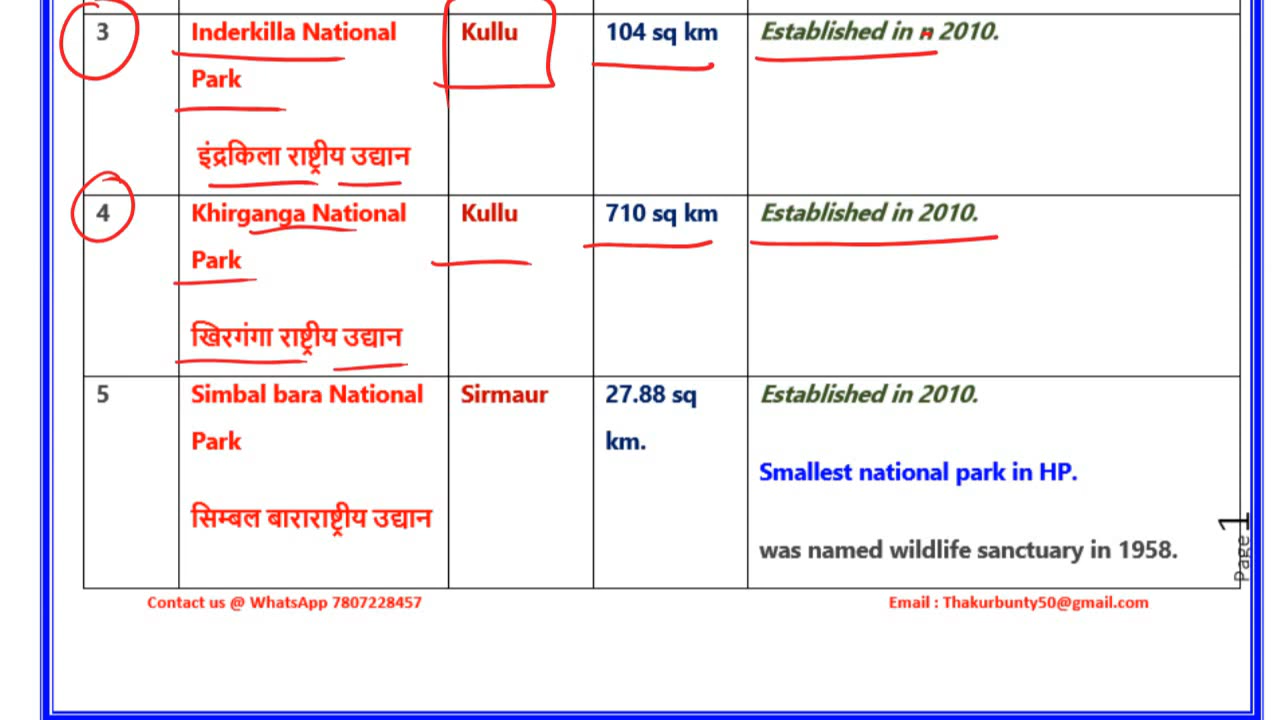 3 Inderkilla National Kullu 104 sq km Established in n 2010.
Park
इंद्रकिला राष्ट्रीय उद्यान
4 Khirganga National Kullu 710 sq km Established in 2010.
Park
खिरगंगा राष्ट्रीय उद्यान
5 Simbal bara National Sirmaur 27.88 sq Established in 2010.
Park km.
Smallest national park in HP.
सिम्बल बाराराष्ट्रीय उद्यान
was named wildlife sanctuary in 1958.
Page 1
Contact us @ WhatsApp 7807228457 Email : Thakurbunty50@gmail.com